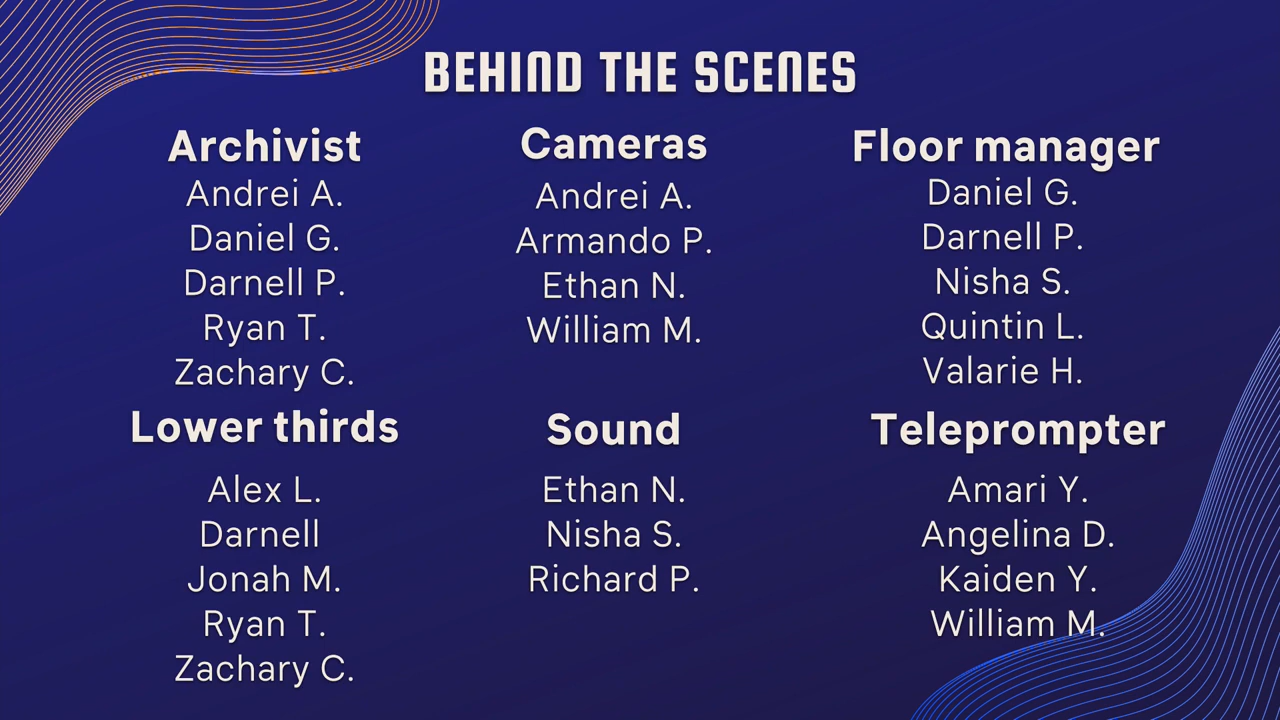 BEHIND THE SCENES
Archivist
Andrei A.
Daniel G.
Darnell P.
Ryan T.
Zachary C.
Cameras
Andrei A.
Armando P.
Ethan N.
William M.
Floor manager
Daniel G.
Darnell P.
Nisha S.
Quintin L.
Valarie H.
Lower thirds
Alex L.
Darnell
Jonah M.
Ryan T.
Zachary C.
Sound
Ethan N.
Nisha S.
Richard P.
Teleprompter
Amari Y.
Angelina D.
Kaiden Y.
William M.